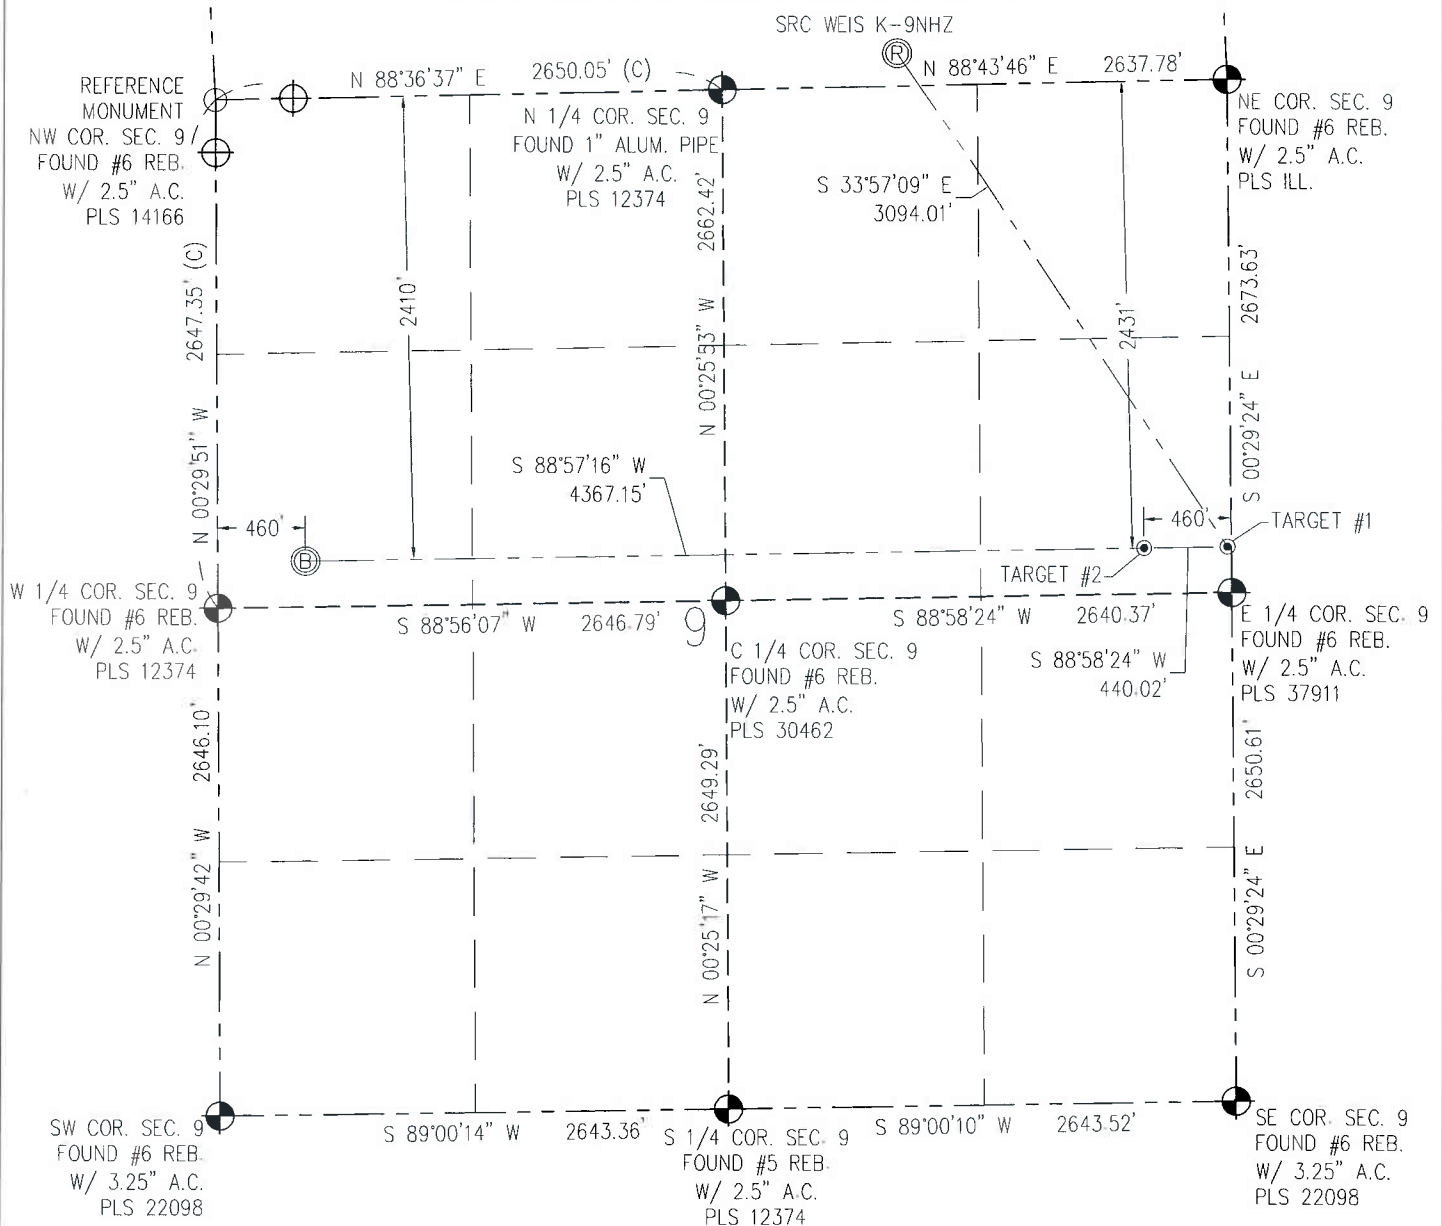 SRC WEIS K-9NHZ
R
N 88°36'37" E
2650.05' (C)
N 88°43'46" E
2637.78'
REFERENCE
MONUMENT
NW COR. SEC. 9
FOUND #6 REB.
W/ 2.5" A.C.
PLS 14166
N 1/4 COR. SEC. 9
FOUND 1" ALUM. PIPE
W/ 2.5" A.C.
PLS 12374
NE COR. SEC. 9
FOUND #6 REB.
W/ 2.5" A.C.
PLS ILL.
S 33°57'09" E
3094.01'
2647.35' (C)
N 00°29'51" W
2410'
2662.42'
N 00°25'53" W
2431'
2673.63'
S 00°29'24" E
S 88°57'16" W
4367.15'
460'
B
460'
TARGET #1
TARGET #2
W 1/4 COR. SEC. 9
FOUND #6 REB.
W/ 2.5" A.C.
PLS 12374
S 88°56'07" W
2646.79'
9
C 1/4 COR. SEC. 9
FOUND #6 REB.
W/ 2.5" A.C.
PLS 30462
S 88°58'24" W
2640.37'
S 88°58'24" W
440.02'
E 1/4 COR. SEC. 9
FOUND #6 REB.
W/ 2.5" A.C.
PLS 37911
2646.10'
N 00°29'42" W
2649.29'
N 00°25'17" W
2650.61'
S 00°29'24" E
SW COR. SEC. 9
FOUND #6 REB.
W/ 3.25" A.C.
PLS 22098
S 89°00'14" W
2643.36'
S 1/4 COR. SEC. 9
FOUND #5 REB.
W/ 2.5" A.C.
PLS 12374
S 89°00'10" W
2643.52'
SE COR. SEC. 9
FOUND #6 REB.
W/ 3.25" A.C.
PLS 22098